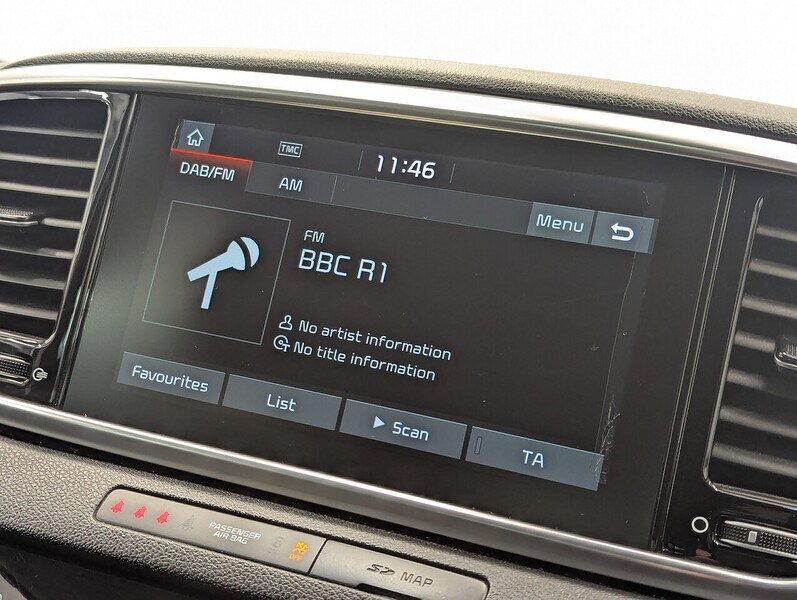 TMC
11:46
DAB/FM
AM
Menu
FM
BBC R1
No artist information
No title information
Favourites
List
Scan
TA
PASSENGER
AIR BAG
SD MAP